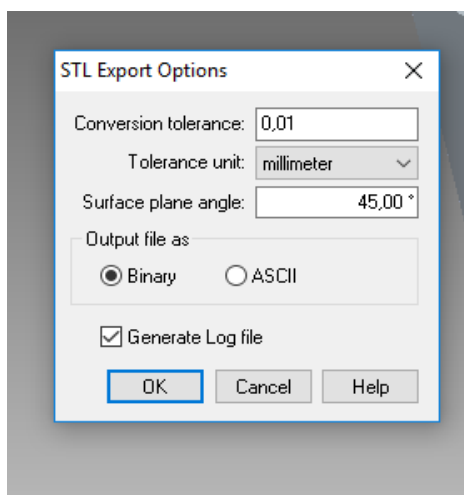 STL Export Options
Conversion tolerance: 0,01
Tolerance unit: millimeter
Surface plane angle: 45,00 °
Output file as
Binary ASCII
Generate Log file
OK Cancel Help